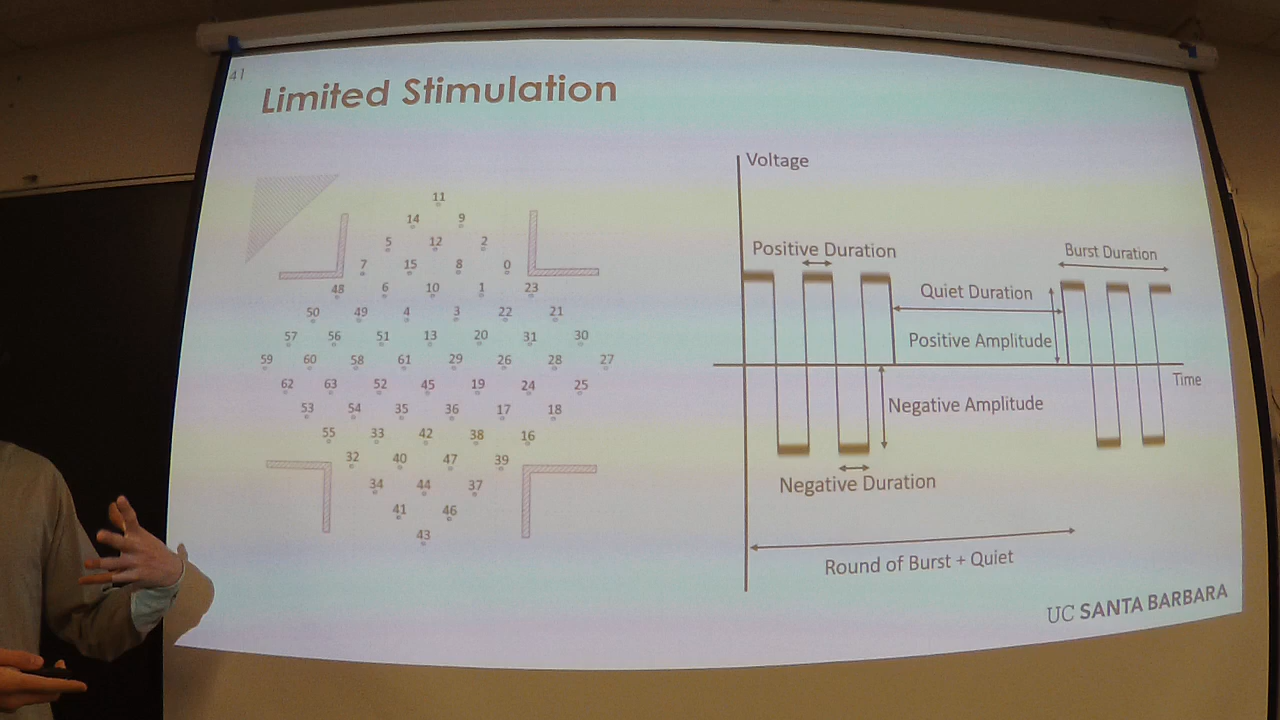 41
Limited Stimulation
11
14 9
5 12 2
7 15 8 0
48 6 10 1 23
50 49 4 3 22 21
57 56 51 13 20 31 30
59 60 58 61 29 26 28 27
62 63 52 45 19 24 25
53 54 35 36 17 18
55 33 42 38 16
32 40 47 39
34 44 37
41 46
43
Voltage
Positive Duration
Burst Duration
Quiet Duration
Positive Amplitude
Time
Negative Amplitude
Negative Duration
Round of Burst + Quiet
UC SANTA BARBARA